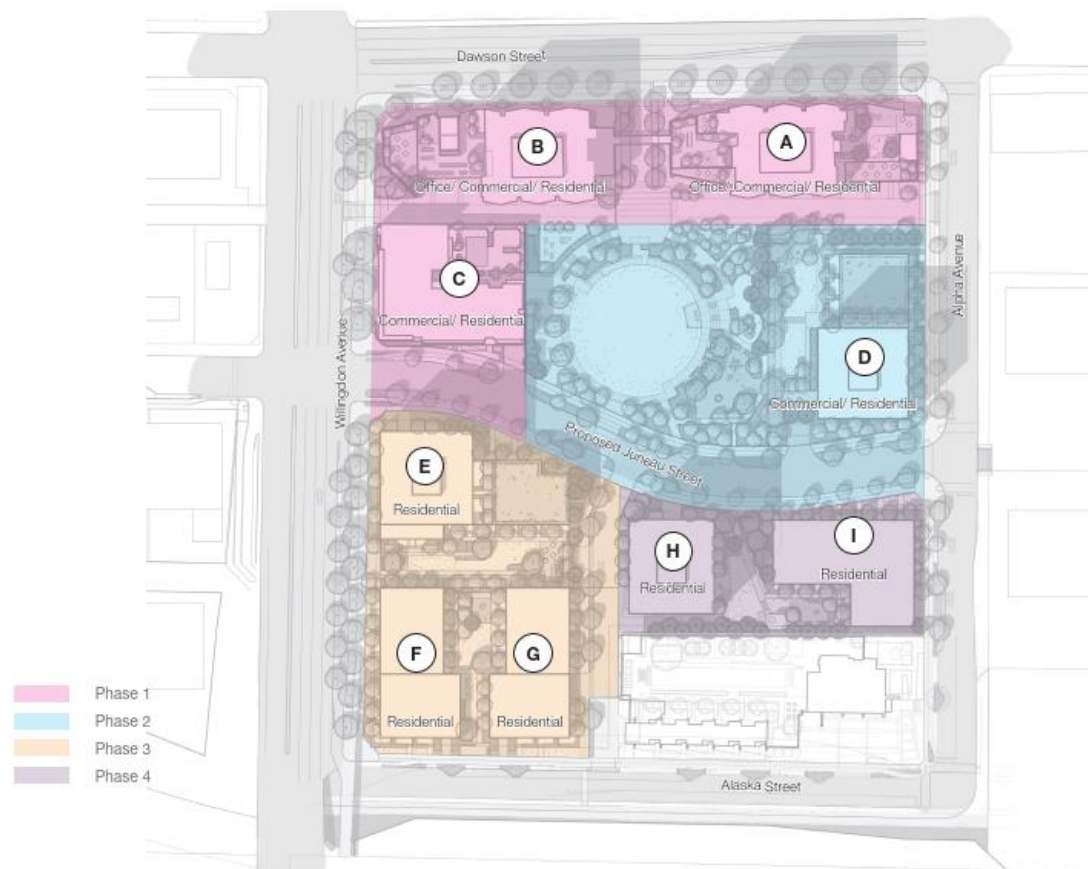 Dawson Street
B
A
Office/ Commercial/ Residential
Office/ Commercial/ Residential
C
Commercial/ Residential
Willingdon Avenue
Alpha Avenue
D
Commercial/ Residential
Proposed Juneau Street
E
Residential
H
Residential
I
Residential
F
G
Residential
Residential
Phase 1
Phase 2
Phase 3
Phase 4
Alaska Street